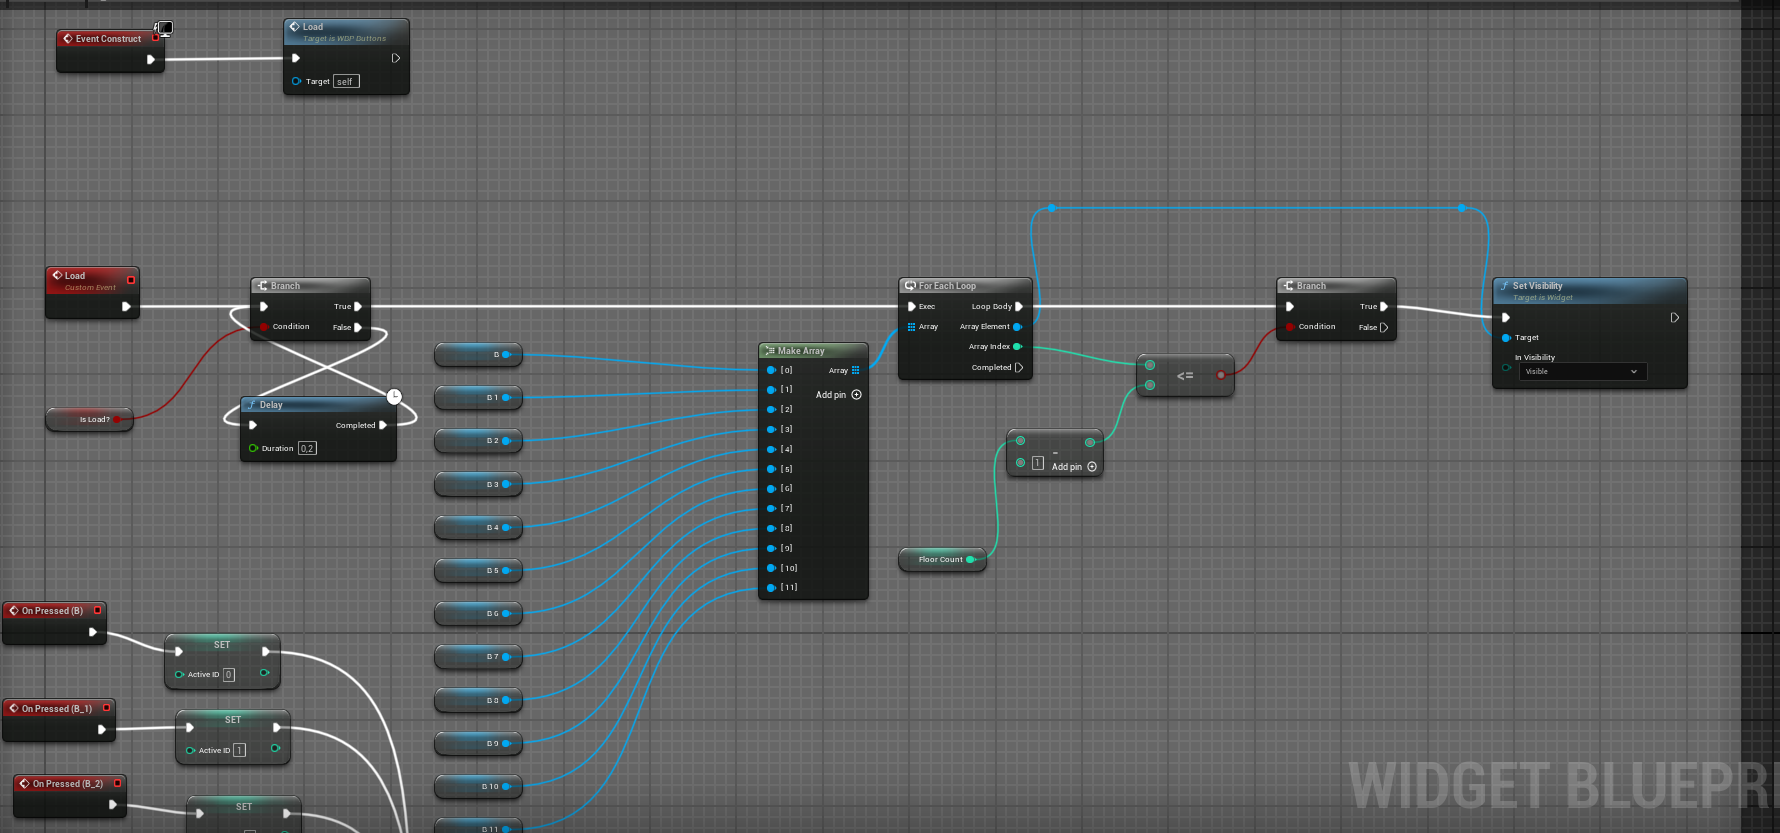 Event Construct
Load
Target is WBP Buttons
Target self
Load
Custom Event
Branch
True
Condition
False
Is Load?
Delay
Completed
Duration 0,2
B
B 1
B 2
B 3
B 4
B 5
B 6
B 7
B 8
B 9
B 10
B 11
Make Array
[0]
Array
[1]
Add pin
[2]
[3]
[4]
[5]
[6]
[7]
[8]
[9]
[10]
[11]
For Each Loop
Exec
Loop Body
Array
Array Element
Array Index
Completed
<=
-
1
Add pin
Floor Count
Branch
True
Condition
False
Set Visibility
Target is Widget
Target
In Visibility
Visible
On Pressed (B)
SET
Active ID 0
On Pressed (B_1)
SET
Active ID 1
On Pressed (B_2)
SET
WIDGET BLUEPR